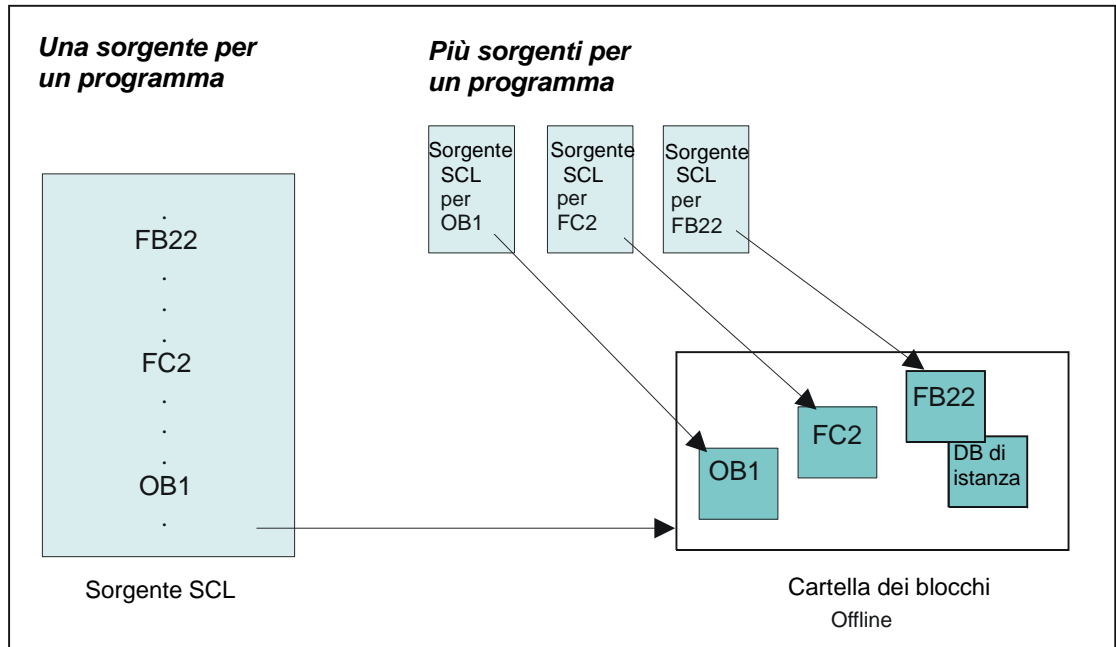 Una sorgente per
un programma
Più sorgenti per
un programma
Sorgente
SCL
per
OB1
Sorgente
SCL
per
FC2
Sorgente
SCL
per
FB22
.
FB22
.
.
.
FC2
.
.
.
OB1
.
Sorgente SCL
OB1
FC2
FB22
DB di
istanza
Cartella dei blocchi
Offline